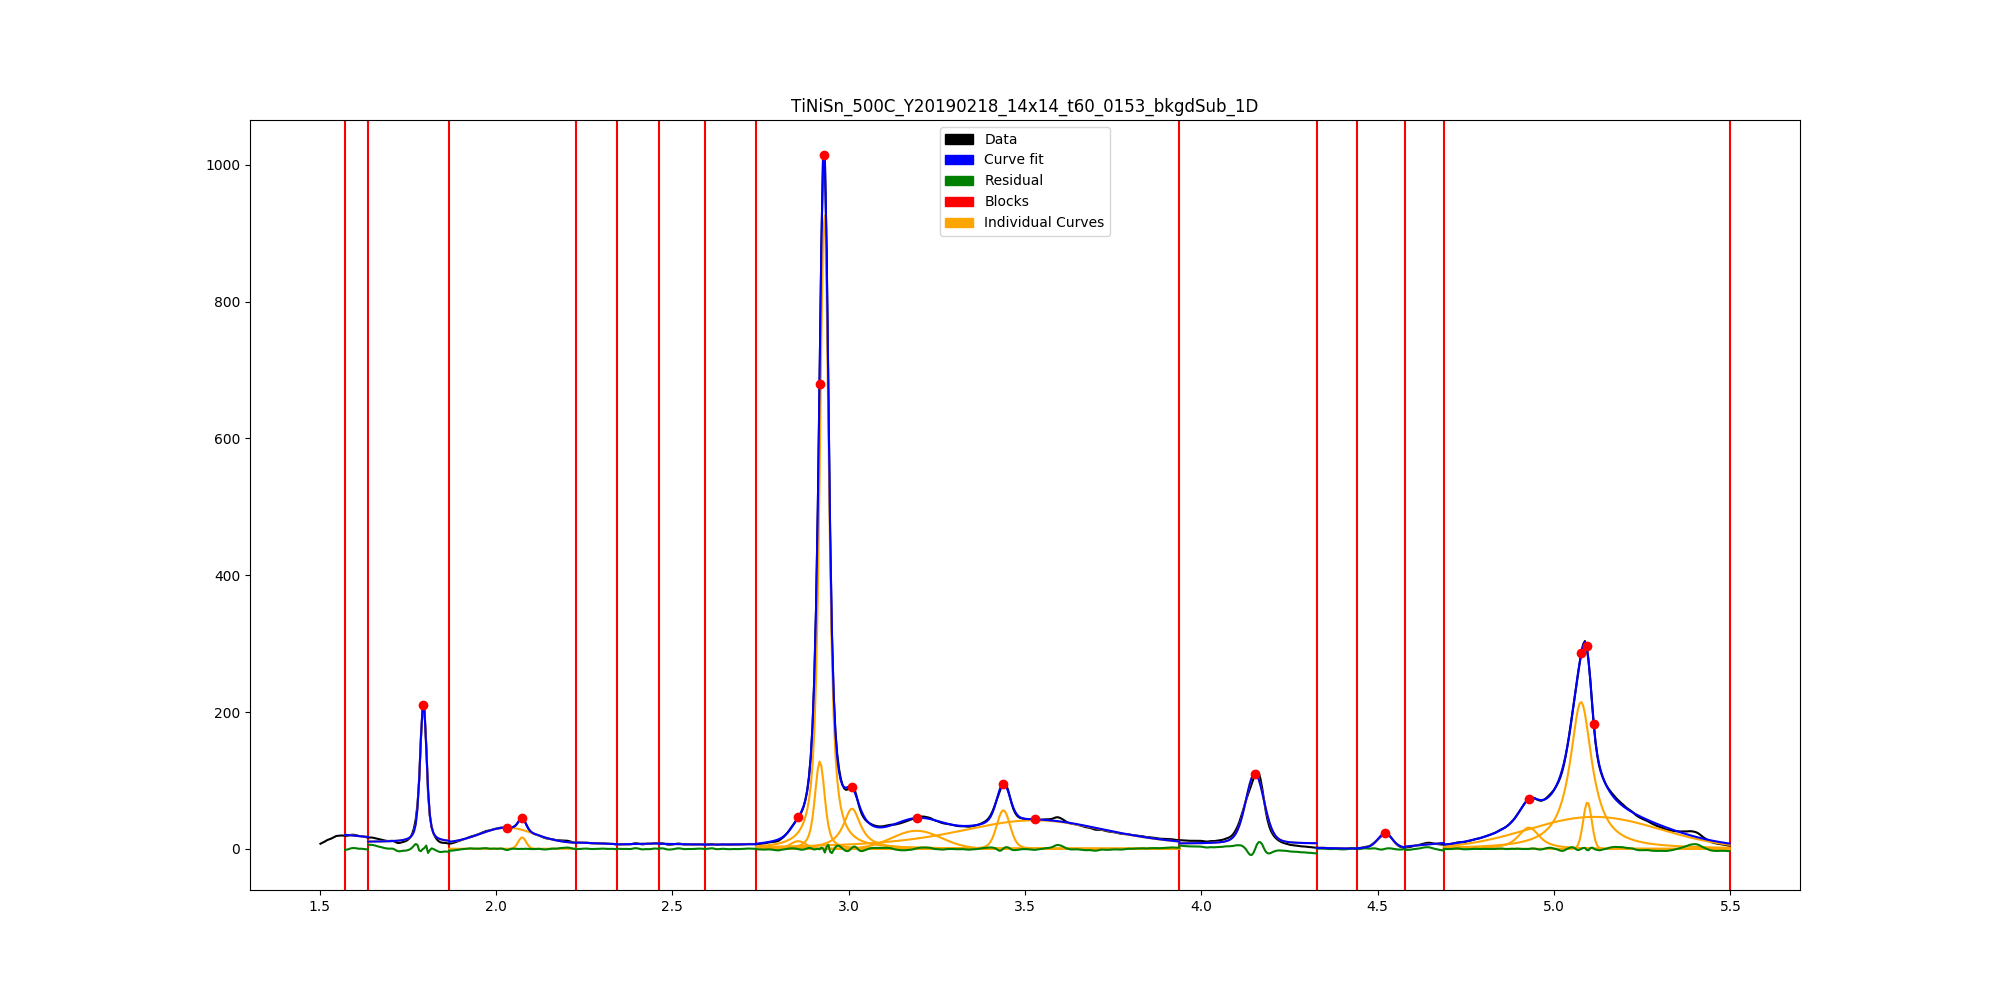 TiNiSn_500C_Y20190218_14x14_t60_0153_bkgdSub_1D
Data
Curve fit
Residual
Blocks
Individual Curves
1000
800
600
400
200
0
1.5 2.0 2.5 3.0 3.5 4.0 4.5 5.0 5.5